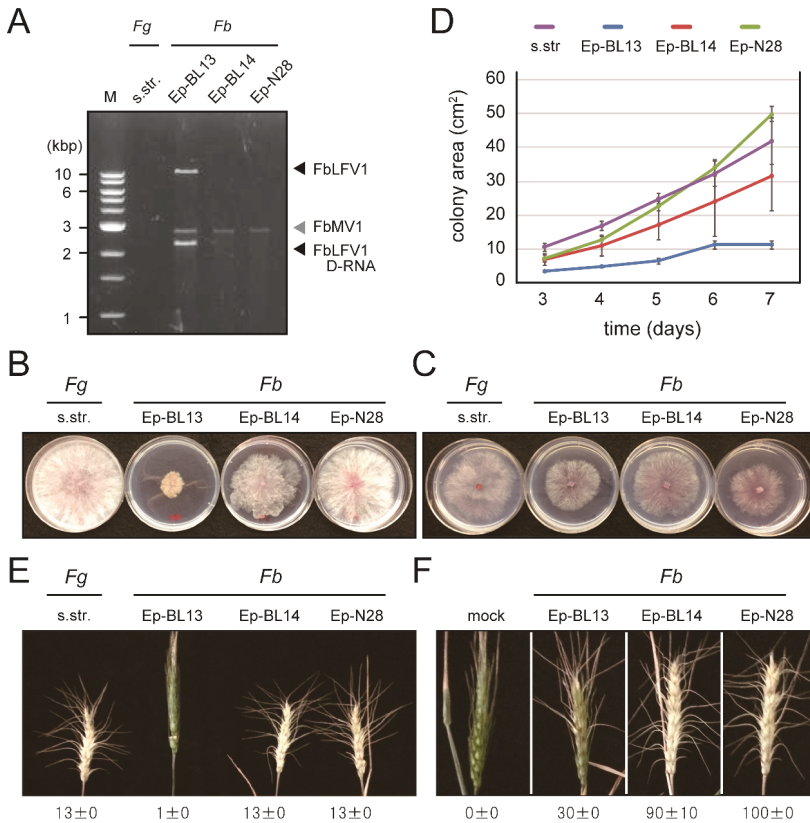 A
Fg
Fb
M
s.str.
Ep-BL13
Ep-BL14
Ep-N28
(kbp)
10
6
3
2
1
FbLFV1
FbMV1
FbLFV1
D-RNA
D
s.str Ep-BL13 Ep-BL14 Ep-N28
colony area (cm²)
60
50
40
30
20
10
0
3 4 5 6 7
time (days)
B
Fg Fb
s.str. Ep-BL13 Ep-BL14 Ep-N28
C
Fg Fb
s.str. Ep-BL13 Ep-BL14 Ep-N28
E
Fg Fb
s.str. Ep-BL13 Ep-BL14 Ep-N28
13±0 1±0 13±0 13±0
F
Fb
mock Ep-BL13 Ep-BL14 Ep-N28
0±0 30±0 90±10 100±0